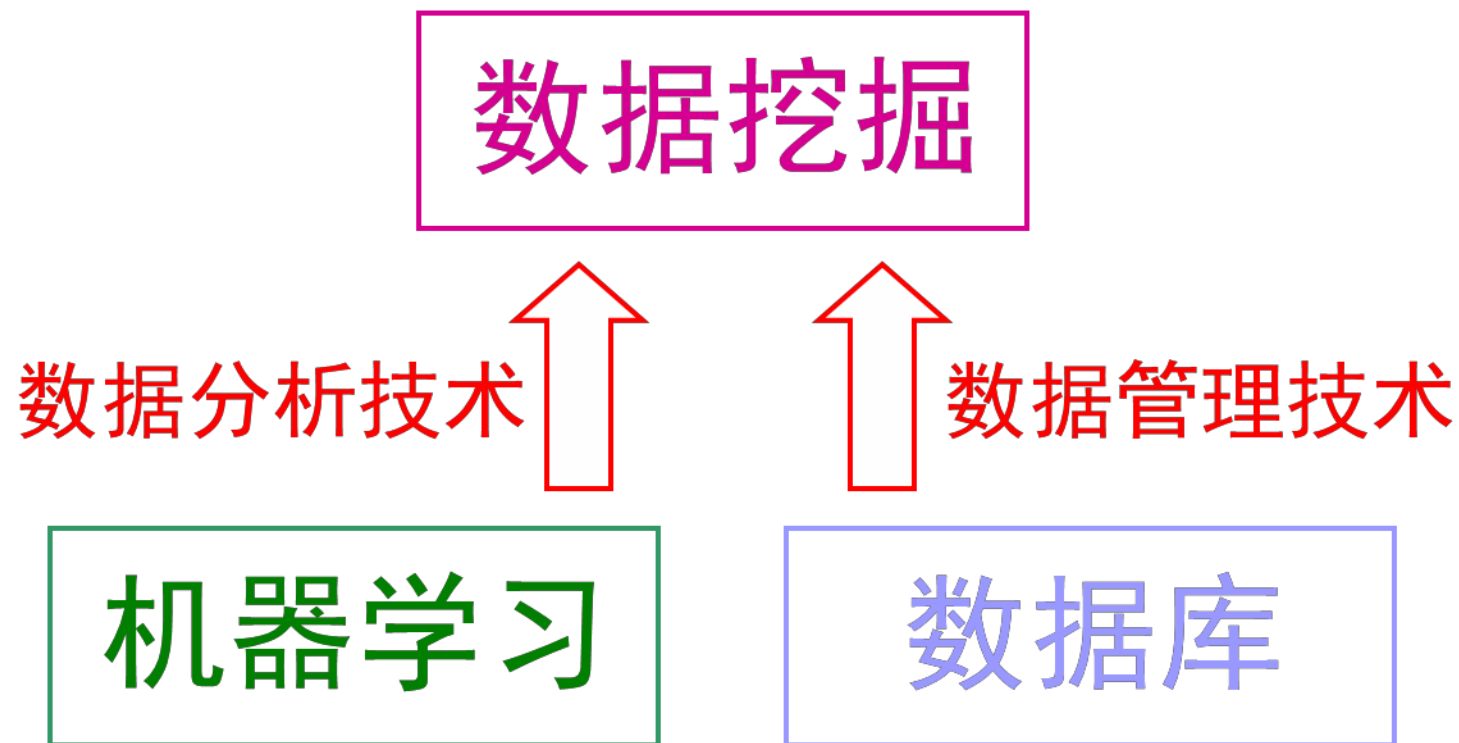 数据挖掘
数据分析技术
数据管理技术
机器学习
数据库